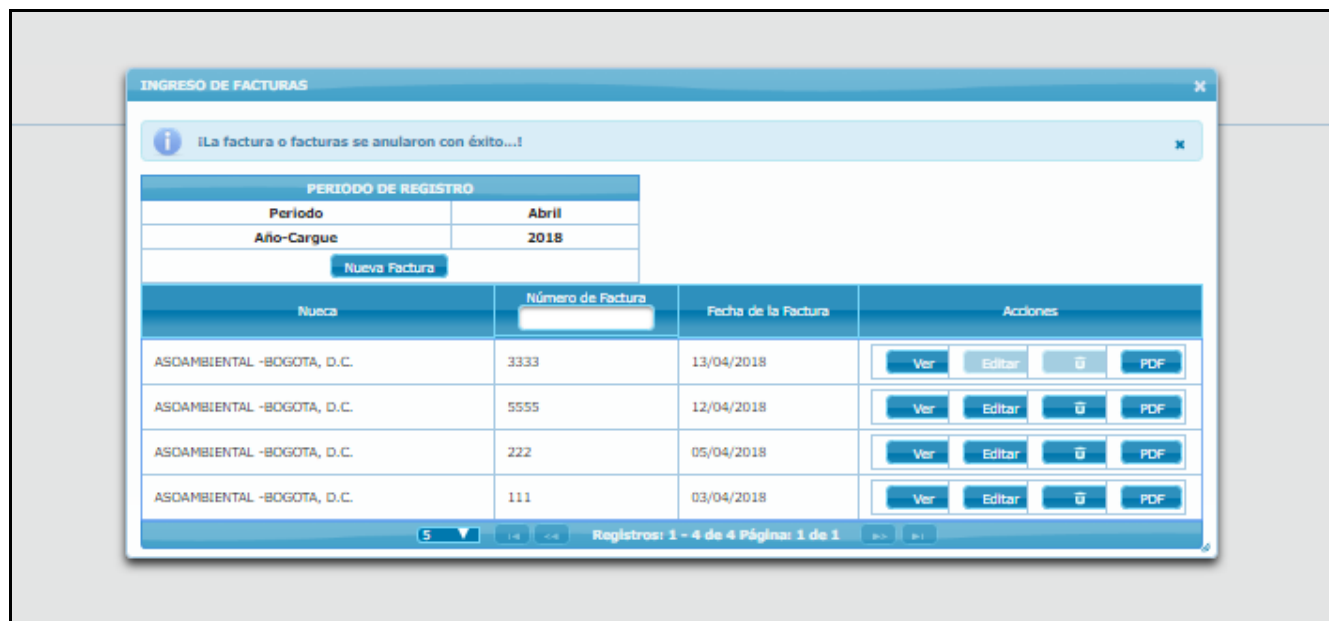 INGRESO DE FACTURAS
¡La factura o facturas se anularon con éxito...!
PERIODO DE REGISTRO
Periodo Abril
Año-Cargue 2018
Nueva Factura
Nueca Número de Factura Fecha de la Factura Acciones
ASOAMBIENTAL -BOGOTA, D.C. 3333 13/04/2018 Ver Editar PDF
ASOAMBIENTAL -BOGOTA, D.C. 5555 12/04/2018 Ver Editar PDF
ASOAMBIENTAL -BOGOTA, D.C. 222 05/04/2018 Ver Editar PDF
ASOAMBIENTAL -BOGOTA, D.C. 111 03/04/2018 Ver Editar PDF
5 Registros: 1 - 4 de 4 Página: 1 de 1